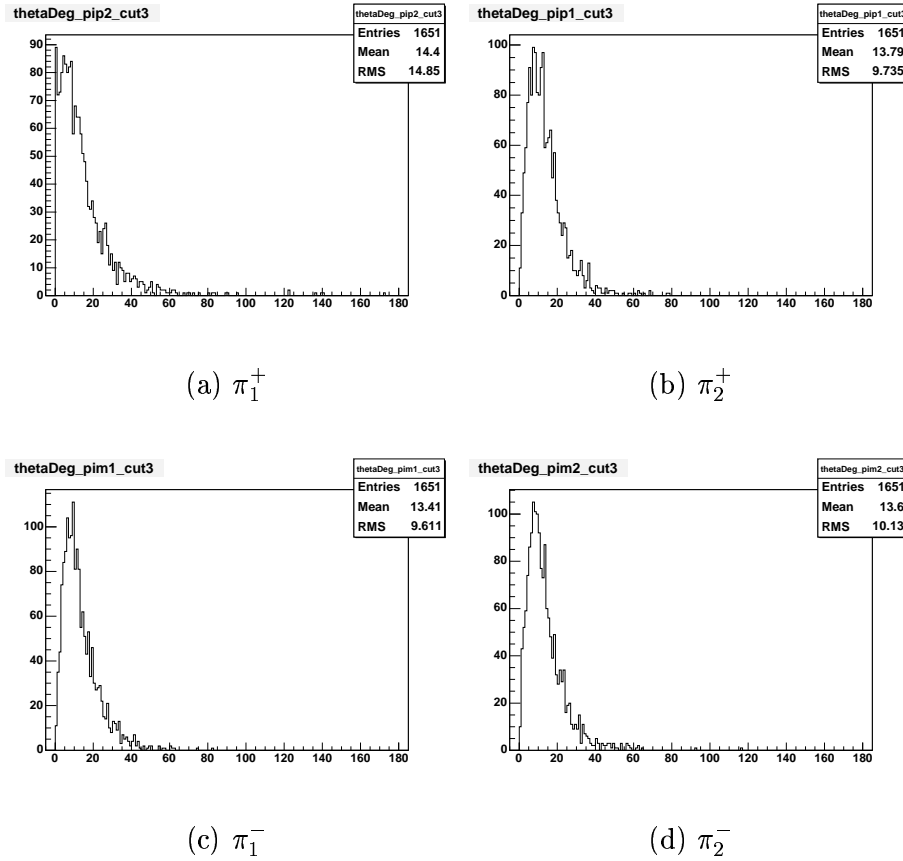 thetaDeg_pip2_cut3
thetaDeg_pip2_cut3
Entries 1651
Mean 14.4
RMS 14.85
90
80
70
60
50
40
30
20
10
0
0 20 40 60 80 100 120 140 160 180
(a) π₁⁺
thetaDeg_pip1_cut3
thetaDeg_pip1_cut3
Entries 1651
Mean 13.79
RMS 9.735
100
80
60
40
20
0
0 20 40 60 80 100 120 140 160 180
(b) π₂⁺
thetaDeg_pim1_cut3
thetaDeg_pim1_cut3
Entries 1651
Mean 13.41
RMS 9.611
100
80
60
40
20
0
0 20 40 60 80 100 120 140 160 180
(c) π₁⁻
thetaDeg_pim2_cut3
thetaDeg_pim2_cut3
Entries 1651
Mean 13.6
RMS 10.13
100
80
60
40
20
0
0 20 40 60 80 100 120 140 160 180
(d) π₂⁻